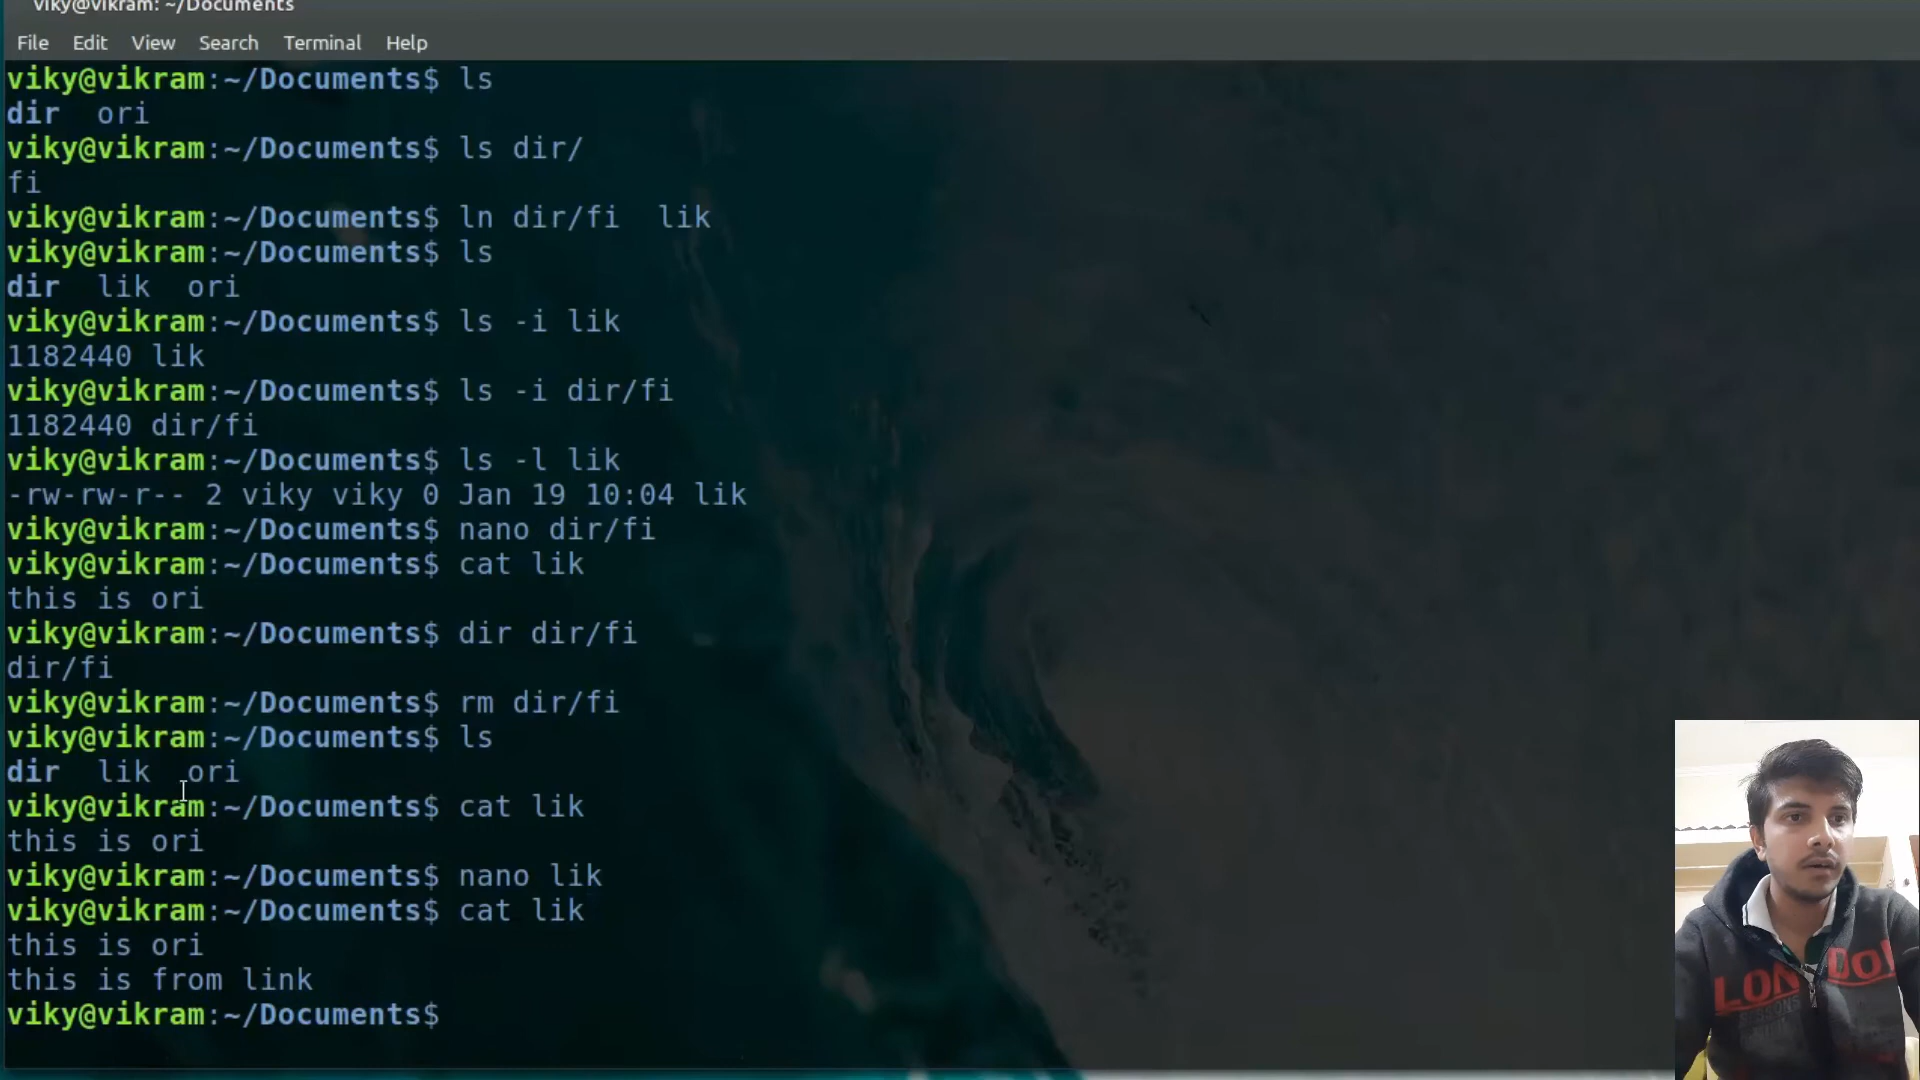 viky@vikram: ~/Documents
File Edit View Search Terminal Help
viky@vikram:~/Documents$ ls
dir  ori
viky@vikram:~/Documents$ ls dir/
fi
viky@vikram:~/Documents$ ln dir/fi  lik
viky@vikram:~/Documents$ ls
dir  lik  ori
viky@vikram:~/Documents$ ls -i lik
1182440 lik
viky@vikram:~/Documents$ ls -i dir/fi
1182440 dir/fi
viky@vikram:~/Documents$ ls -l lik
-rw-rw-r-- 2 viky viky 0 Jan 19 10:04 lik
viky@vikram:~/Documents$ nano dir/fi
viky@vikram:~/Documents$ cat lik
this is ori
viky@vikram:~/Documents$ dir dir/fi
dir/fi
viky@vikram:~/Documents$ rm dir/fi
viky@vikram:~/Documents$ ls
dir  lik  ori
viky@vikram:~/Documents$ cat lik
this is ori
viky@vikram:~/Documents$ nano lik
viky@vikram:~/Documents$ cat lik
this is ori
this is from link
viky@vikram:~/Documents$